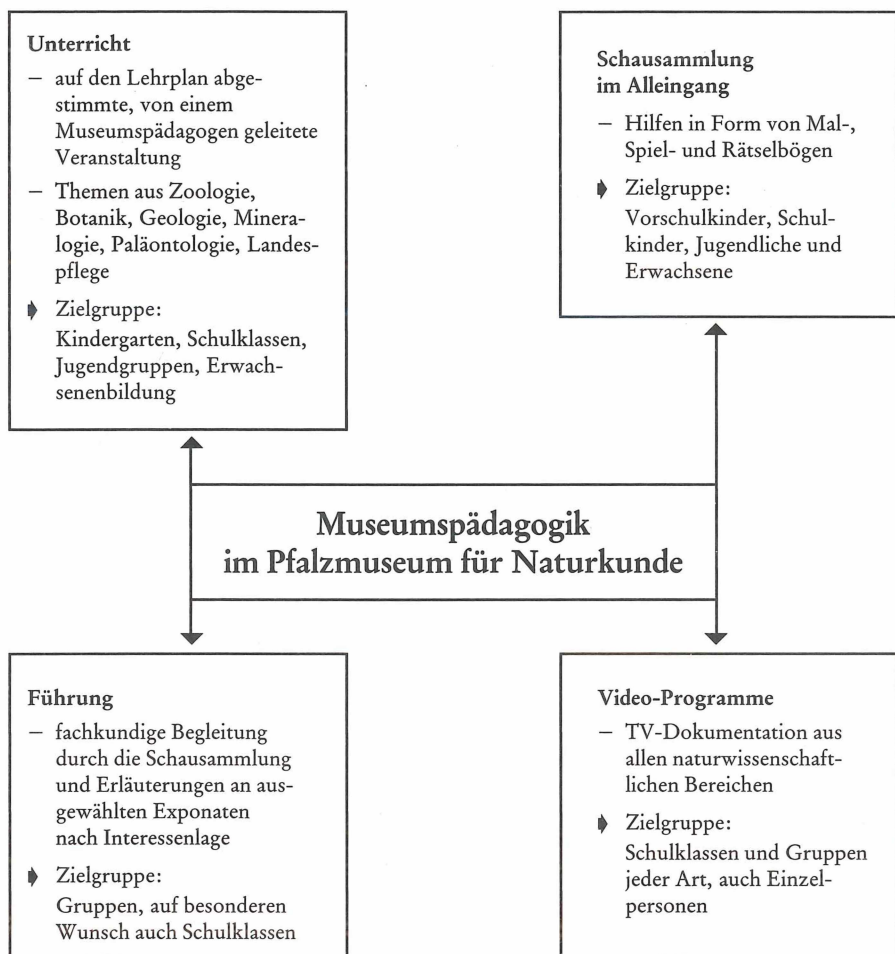 Unterricht
– auf den Lehrplan abge-
stimmte, von einem
Museumspädagogen geleitete
Veranstaltung
– Themen aus Zoologie,
Botanik, Geologie, Minera-
logie, Paläontologie, Landes-
pflege
Zielgruppe:
Kindergarten, Schulklassen,
Jugendgruppen, Erwach-
senenbildung
Schausammlung
im Alleingang
– Hilfen in Form von Mal-,
Spiel- und Rätselbögen
Zielgruppe:
Vorschulkinder, Schul-
kinder, Jugendliche und
Erwachsene
Museumspädagogik
im Pfalzmuseum für Naturkunde
Führung
– fachkundige Begleitung
durch die Schausammlung
und Erläuterungen an aus-
gewählten Exponaten
nach Interessenlage
Zielgruppe:
Gruppen, auf besonderen
Wunsch auch Schulklassen
Video-Programme
– TV-Dokumentation aus
allen naturwissenschaft-
lichen Bereichen
Zielgruppe:
Schulklassen und Gruppen
jeder Art, auch Einzel-
personen